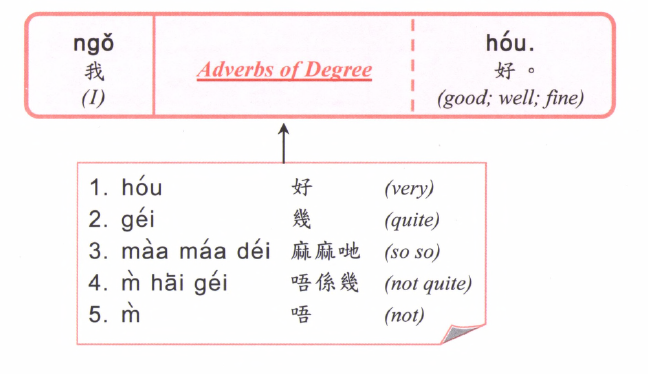 ngǒ
我
(I)
Adverbs of Degree
hóu.
好。
(good; well; fine)
1. hóu 好 (very)
2. géi 幾 (quite)
3. màa máa déi 麻麻哋 (so so)
4. m̀ hāi géi 唔係幾 (not quite)
5. m̀ 唔 (not)